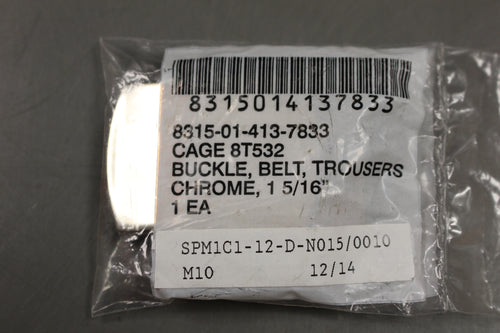 8315014137833
8315-01-413-7833
CAGE 8T532
BUCKLE, BELT, TROUSERS
CHROME, 1 5/16"
1 EA
SPM1C1-12-D-N015/0010
M10 12/14